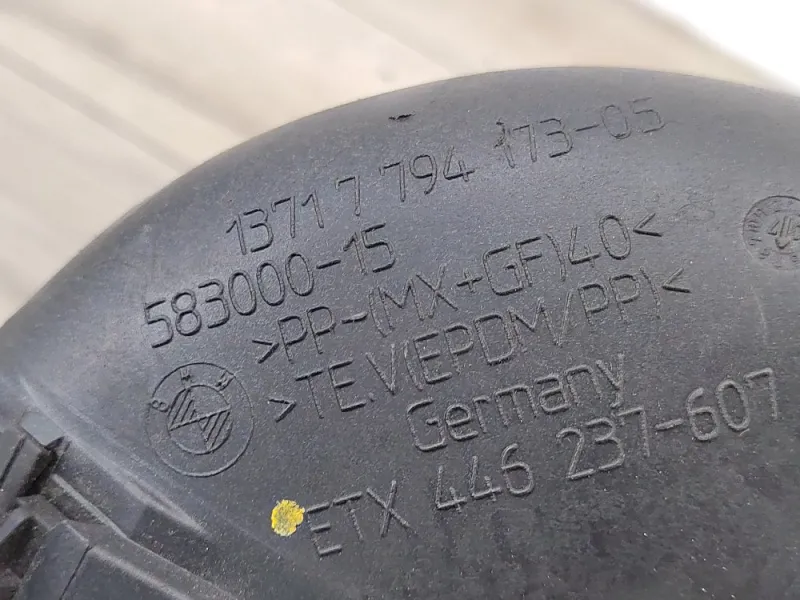 1371 7 794 173-05
583000-15
>PP-(MX+GF)40<
>TE.V(EPDM/PP)<
Germany
ETX 446 237-607
BMW